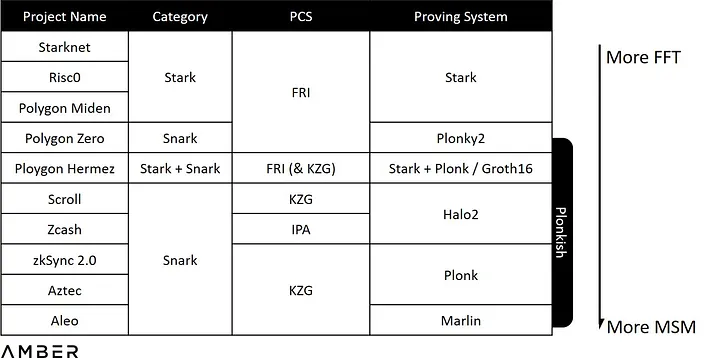 Project Name Category PCS Proving System
Starknet
Risc0
Polygon Miden
Stark
FRI
Stark
Polygon Zero Snark Plonky2
Ploygon Hermez Stark + Snark FRI (& KZG) Stark + Plonk / Groth16
Scroll KZG
Zcash IPA
Halo2
zkSync 2.0
Aztec
Snark
KZG
Plonk
Aleo Marlin
Plonkish
More FFT
More MSM
AMBER